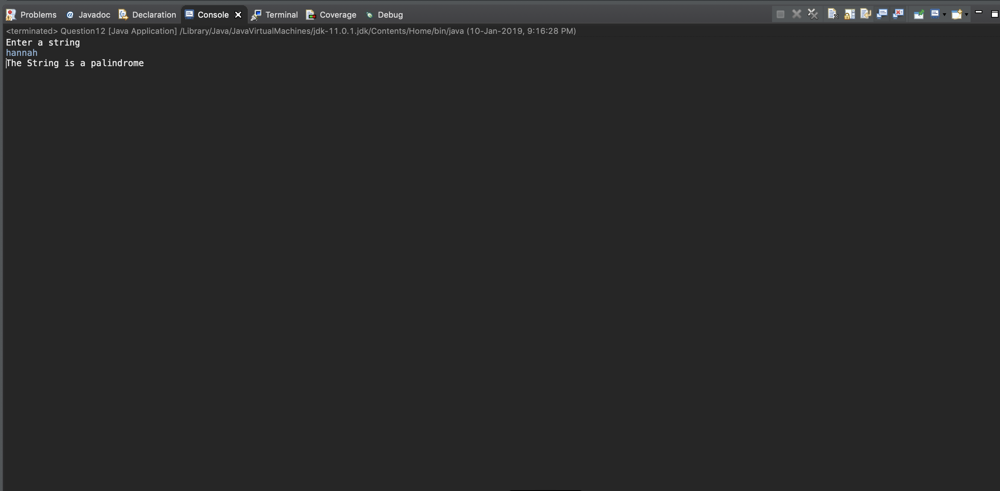 Problems @ Javadoc Declaration Console Terminal Coverage Debug
<terminated> Question12 [Java Application] /Library/Java/JavaVirtualMachines/jdk-11.0.1.jdk/Contents/Home/bin/java (10-Jan-2019, 9:16:28 PM)
Enter a string
hannah
The String is a palindrome